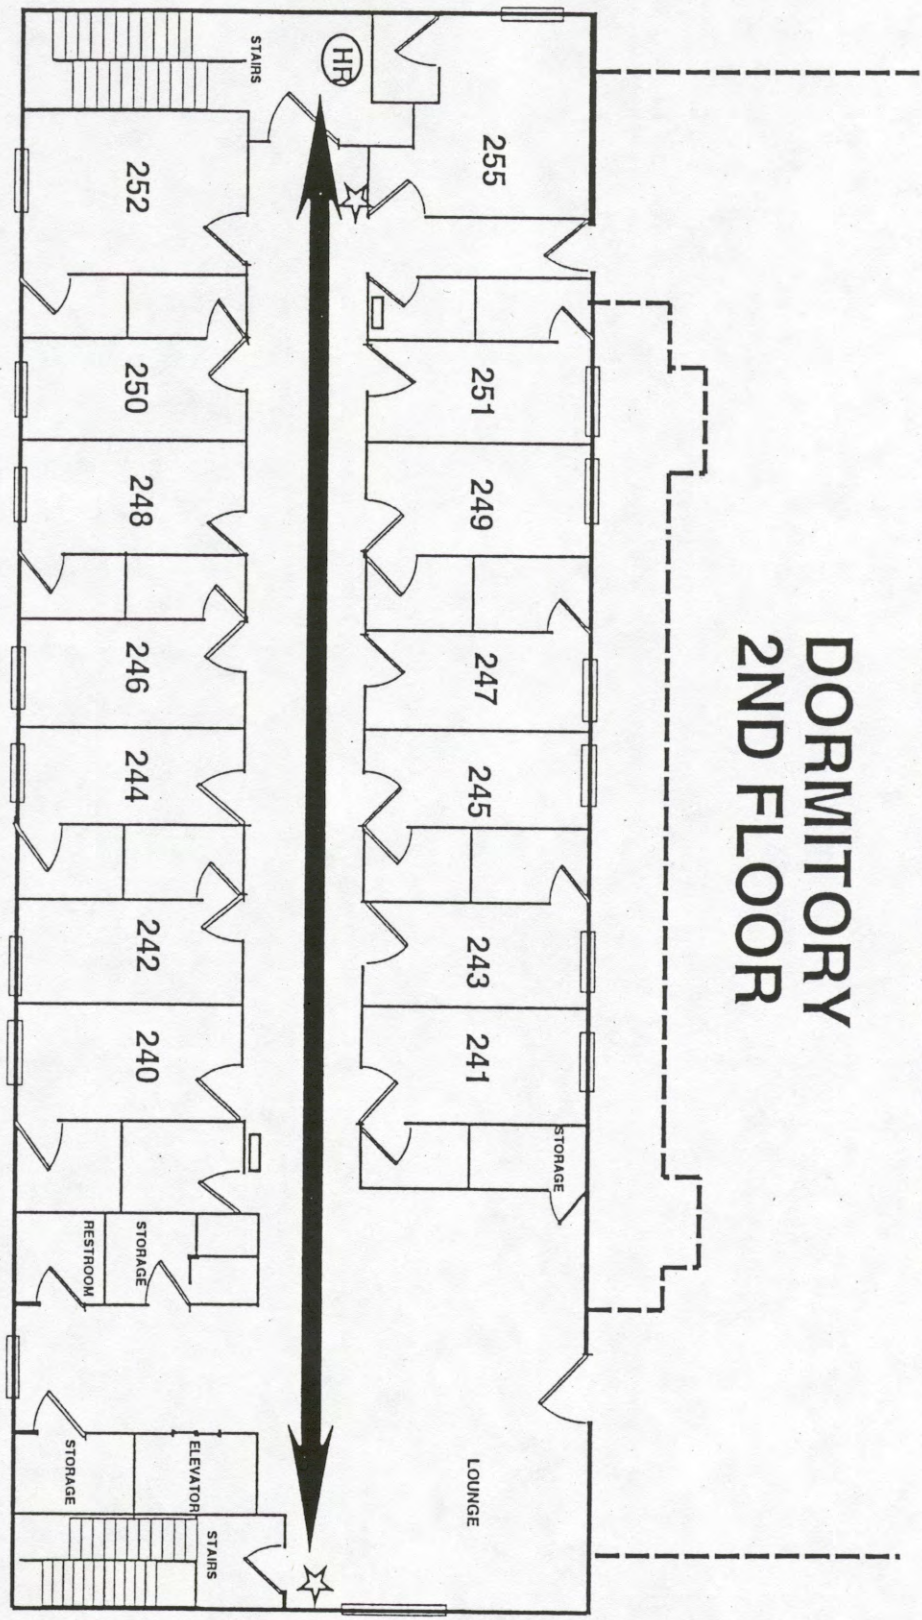 DORMITORY
2ND FLOOR
255
251
249
247
245
243
241
STORAGE
LOUNGE
HR
STAIRS
252
250
248
246
244
242
240
STORAGE
RESTROOM
ELEVATOR
STORAGE
STAIRS